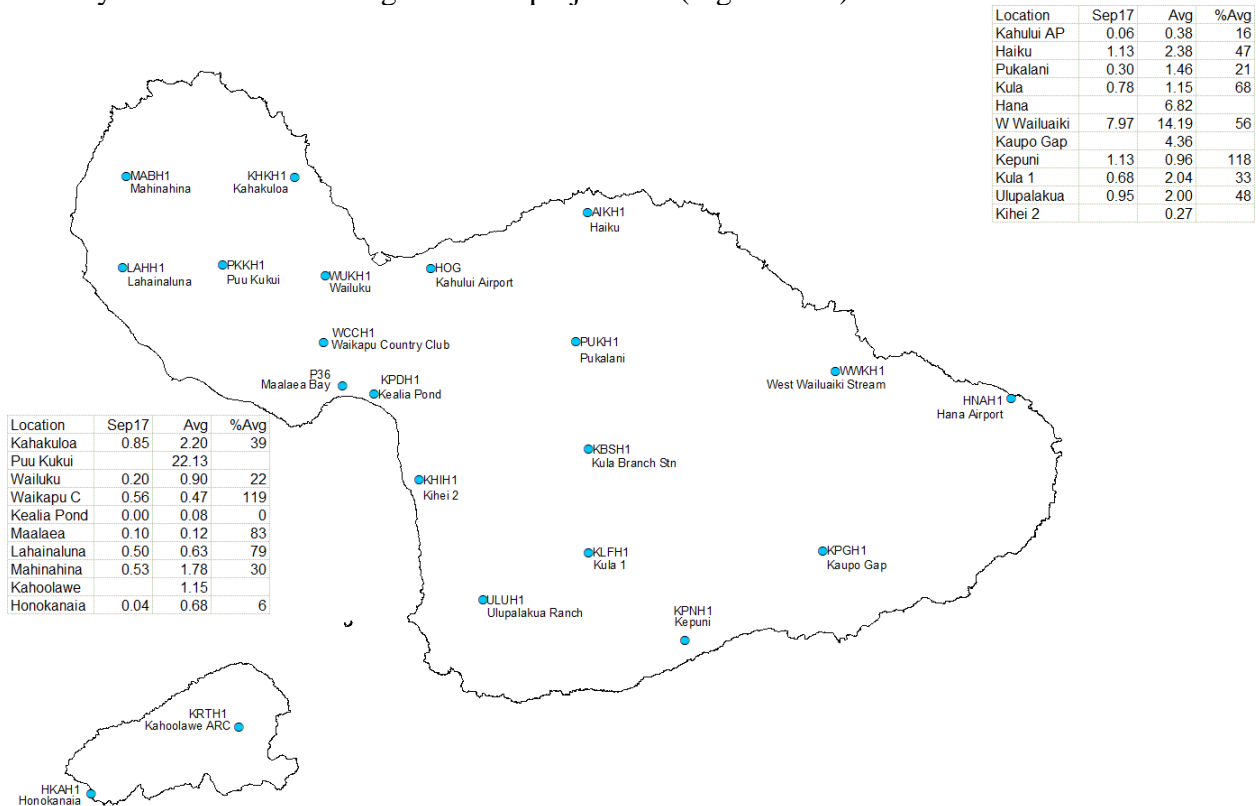 Location Sep17 Avg %Avg
Kahului AP 0.06 0.38 16
Haiku 1.13 2.38 47
Pukalani 0.30 1.46 21
Kula 0.78 1.15 68
Hana 6.82
W Wailuaiki 7.97 14.19 56
Kaupo Gap 4.36
Kepuni 1.13 0.96 118
Kula 1 0.68 2.04 33
Ulupalakua 0.95 2.00 48
Kihei 2 0.27
MABH1
Mahinahina
KHKH1
Kahakuloa
AIKH1
Haiku
LAHH1
Lahainaluna
PKKH1
Puu Kukui
WUKH1
Wailuku
HOG
Kahului Airport
WCCH1
Waikapu Country Club
PUKH1
Pukalani
P36
Maalaea Bay
KPDH1
Kealia Pond
WWKH1
West Wailuaiki Stream
HNAH1
Hana Airport
Location Sep17 Avg %Avg
Kahakuloa 0.85 2.20 39
Puu Kukui 22.13
Wailuku 0.20 0.90 22
Waikapu C 0.56 0.47 119
Kealia Pond 0.00 0.08 0
Maalaea 0.10 0.12 83
Lahainaluna 0.50 0.63 79
Mahinahina 0.53 1.78 30
Kahoolawe 1.15
Honokanaia 0.04 0.68 6
KBSH1
Kula Branch Stn
KHIH1
Kihei 2
KLFH1
Kula 1
KPGH1
Kaupo Gap
ULUH1
Ulupalakua Ranch
KPNH1
Kepuni
KRTH1
Kahoolawe ARC
HKAH1
Honokanaia